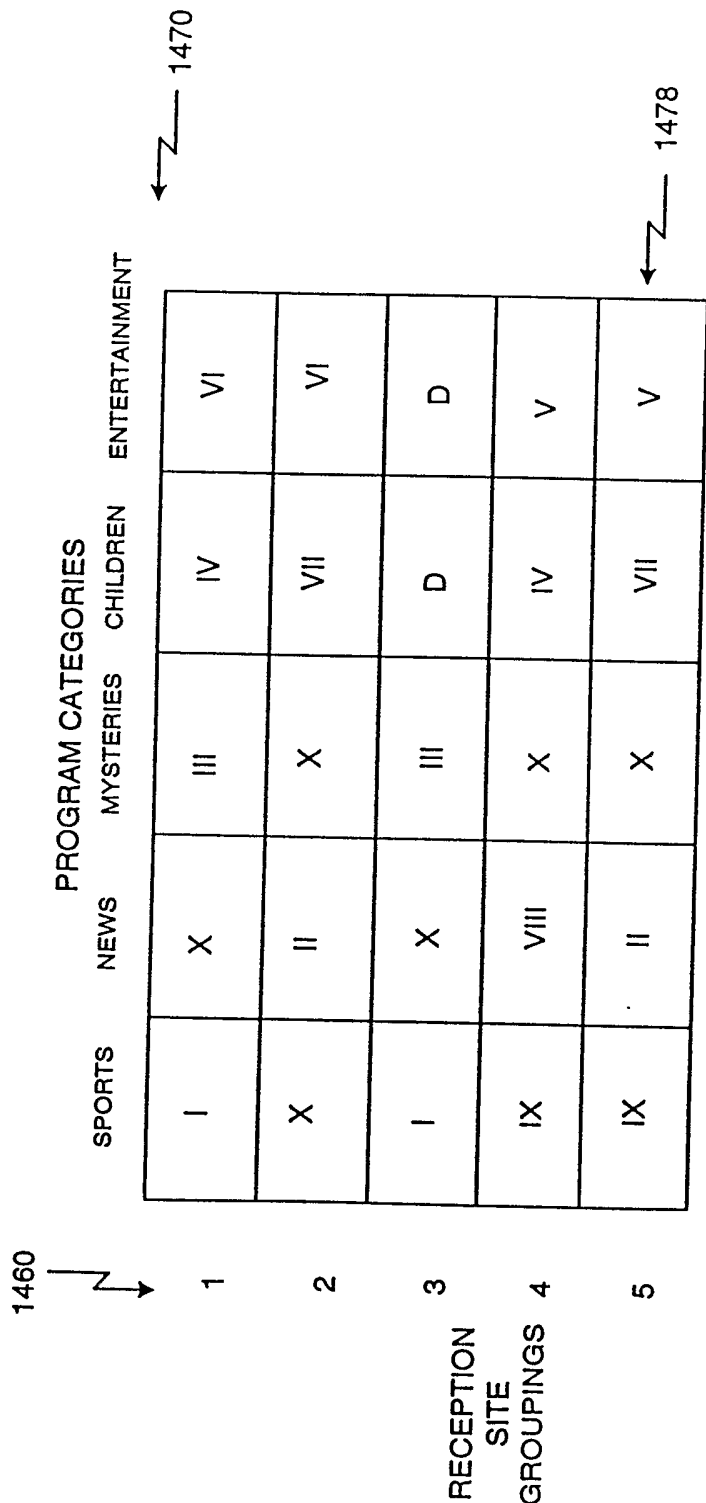 1460
1470
PROGRAM CATEGORIES
SPORTS NEWS MYSTERIES CHILDREN ENTERTAINMENT
1 I X III IV VI
2 X II X VII VI
3 I X III D D
4 IX VIII X IV V
5 IX II X VII V
1478
RECEPTION
SITE
GROUPINGS